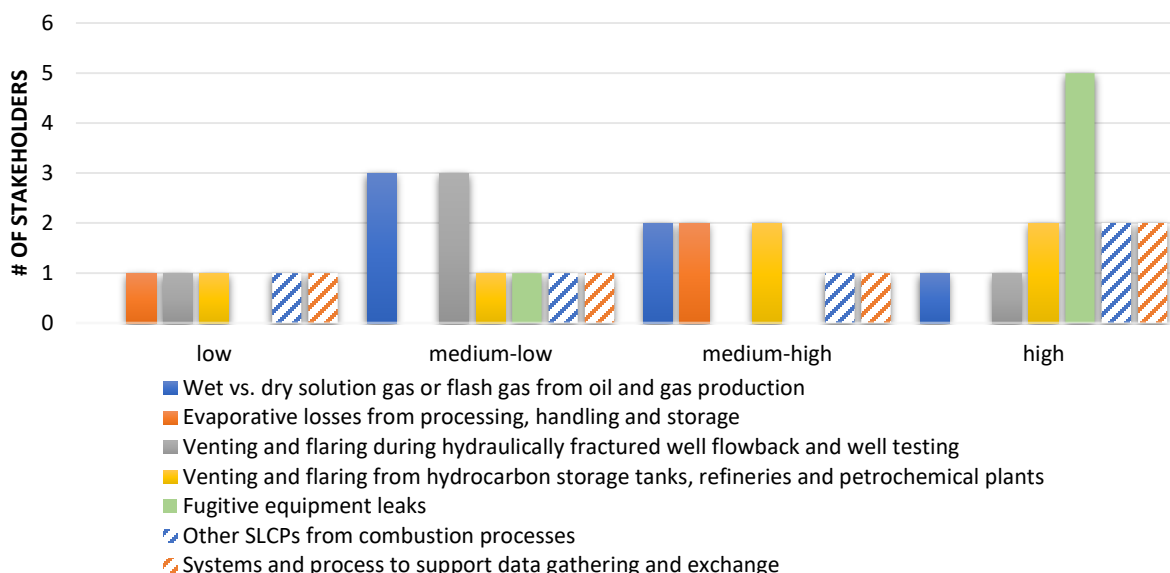 6
5
4
3
2
1
0
# OF STAKEHOLDERS
low medium-low medium-high high
Wet vs. dry solution gas or flash gas from oil and gas production
Evaporative losses from processing, handling and storage
Venting and flaring during hydraulically fractured well flowback and well testing
Venting and flaring from hydrocarbon storage tanks, refineries and petrochemical plants
Fugitive equipment leaks
Other SLCPs from combustion processes
Systems and process to support data gathering and exchange